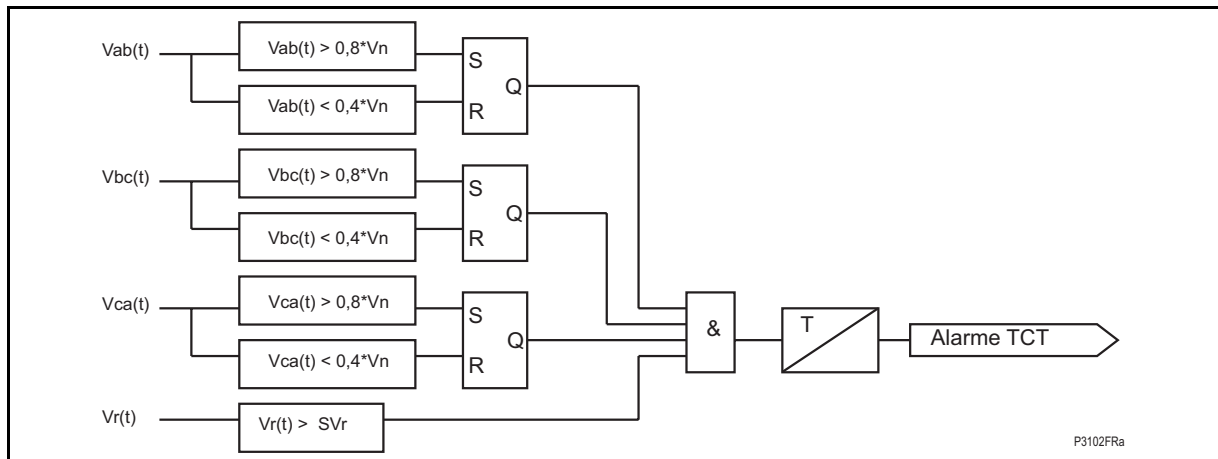 Vab(t)
Vab(t) > 0,8*Vn
Vab(t) < 0,4*Vn
S
R
Q
Vbc(t)
Vbc(t) > 0,8*Vn
Vbc(t) < 0,4*Vn
S
R
Q
Vca(t)
Vca(t) > 0,8*Vn
Vca(t) < 0,4*Vn
S
R
Q
&
T
Alarme TCT
Vr(t)
Vr(t) > SVr
P3102FRa